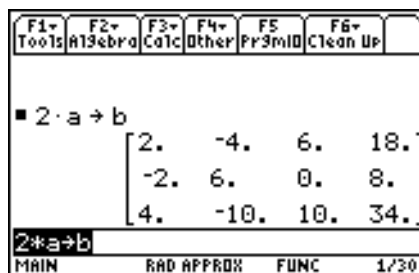 F1▾ F2▾ F3▾ F4▾ F5 F6▾
Tools Algebra Calc Other PrgmIO Clean Up
■ 2·a → b
[2. -4. 6. 18.]
[-2. 6. 0. 8.]
[4. -10. 10. 34.]
2*a→b
MAIN RAD APPROX FUNC 1/30